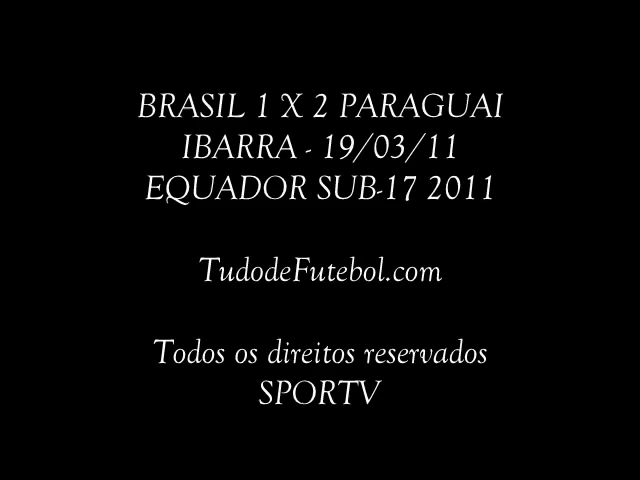 BRASIL 1 X 2 PARAGUAI
IBARRA - 19/03/11
EQUADOR SUB-17 2011
TudodeFutebol.com
Todos os direitos reservados
SPORTV